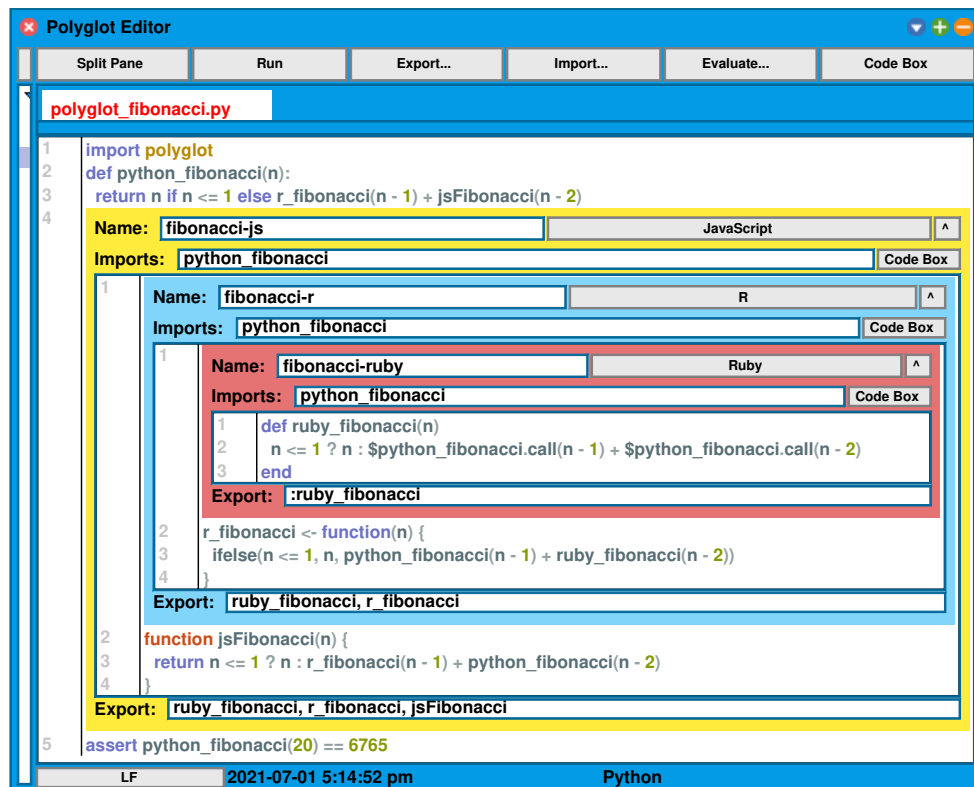 Polyglot Editor
Split Pane Run Export... Import... Evaluate... Code Box
polyglot_fibonacci.py
1 import polyglot
2 def python_fibonacci(n):
3 return n if n <= 1 else r_fibonacci(n - 1) + jsFibonacci(n - 2)
4
Name: fibonacci-js JavaScript ^
Imports: python_fibonacci Code Box
1
Name: fibonacci-r R ^
Imports: python_fibonacci Code Box
1
Name: fibonacci-ruby Ruby ^
Imports: python_fibonacci Code Box
1 def ruby_fibonacci(n)
2 n <= 1 ? n : $python_fibonacci.call(n - 1) + $python_fibonacci.call(n - 2)
3 end
Export: :ruby_fibonacci
2 r_fibonacci <- function(n) {
3 ifelse(n <= 1, n, python_fibonacci(n - 1) + ruby_fibonacci(n - 2))
4 }
Export: ruby_fibonacci, r_fibonacci
2 function jsFibonacci(n) {
3 return n <= 1 ? n : r_fibonacci(n - 1) + python_fibonacci(n - 2)
4 }
Export: ruby_fibonacci, r_fibonacci, jsFibonacci
5 assert python_fibonacci(20) == 6765
LF 2021-07-01 5:14:52 pm Python